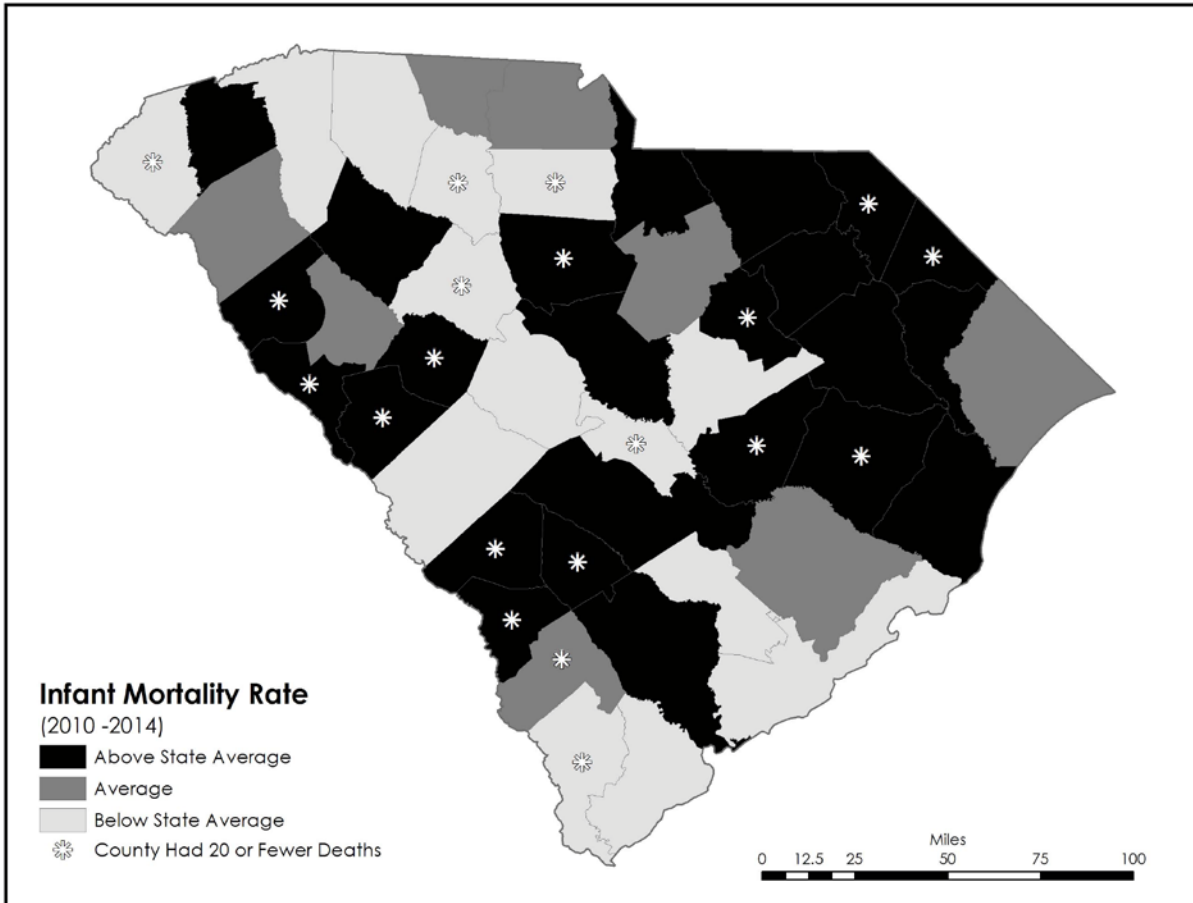 Infant Mortality Rate
(2010 -2014)
Above State Average
Average
Below State Average
County Had 20 or Fewer Deaths
Miles
0 12.5 25 50 75 100